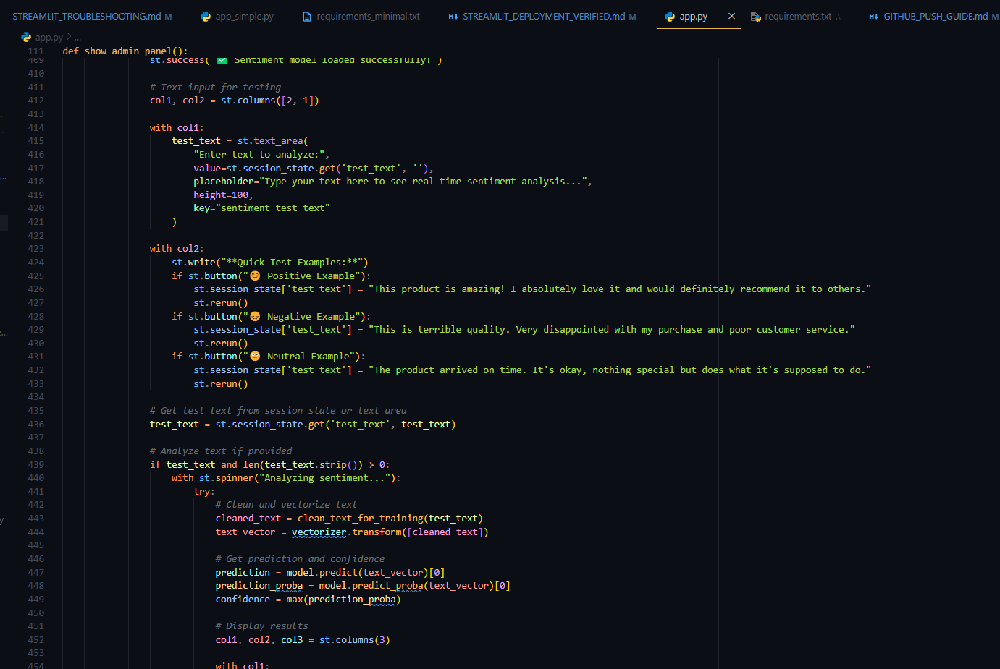 STREAMLIT_TROUBLESHOOTING.md M app_simple.py requirements_minimal.txt STREAMLIT_DEPLOYMENT_VERIFIED.md M app.py × requirements.txt .\ GITHUB_PUSH_GUIDE.md M
app.py > ...
111 def show_admin_panel():
409 st.success("✅ Sentiment model loaded successfully!")
410
411 # Text input for testing
412 col1, col2 = st.columns([2, 1])
413
414 with col1:
415 test_text = st.text_area(
416 "Enter text to analyze:",
417 value=st.session_state.get('test_text', ''),
418 placeholder="Type your text here to see real-time sentiment analysis...",
419 height=100,
420 key="sentiment_test_text"
421 )
422
423 with col2:
424 st.write("**Quick Test Examples:**")
425 if st.button("😊 Positive Example"):
426 st.session_state['test_text'] = "This product is amazing! I absolutely love it and would definitely recommend it to others."
427 st.rerun()
428 if st.button("😞 Negative Example"):
429 st.session_state['test_text'] = "This is terrible quality. Very disappointed with my purchase and poor customer service."
430 st.rerun()
431 if st.button("😐 Neutral Example"):
432 st.session_state['test_text'] = "The product arrived on time. It's okay, nothing special but does what it's supposed to do."
433 st.rerun()
434
435 # Get test text from session state or text area
436 test_text = st.session_state.get('test_text', test_text)
437
438 # Analyze text if provided
439 if test_text and len(test_text.strip()) > 0:
440 with st.spinner("Analyzing sentiment..."):
441 try:
442 # Clean and vectorize text
443 cleaned_text = clean_text_for_training(test_text)
444 text_vector = vectorizer.transform([cleaned_text])
445
446 # Get prediction and confidence
447 prediction = model.predict(text_vector)[0]
448 prediction_proba = model.predict_proba(text_vector)[0]
449 confidence = max(prediction_proba)
450
451 # Display results
452 col1, col2, col3 = st.columns(3)
453
454 with col1: